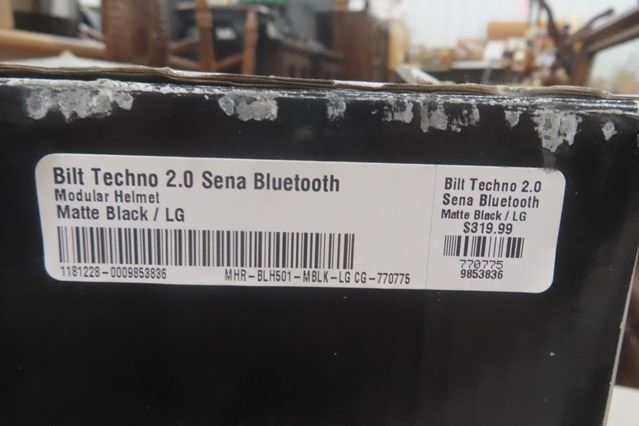 Bilt Techno 2.0 Sena Bluetooth
Modular Helmet
Matte Black / LG
1181228-0009853836 MHR-BLH501-MBLK-LG CG-770775
Bilt Techno 2.0
Sena Bluetooth
Matte Black / LG
$319.99
770775
9853836